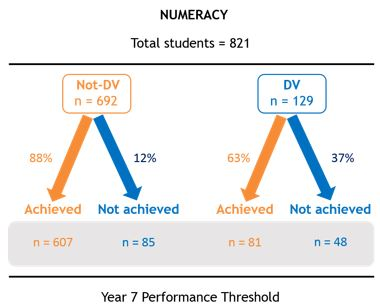 NUMERACY
Total students = 821
Not-DV
n = 692
DV
n = 129
88%
12%
63%
37%
Achieved
Not achieved
Achieved
Not achieved
n = 607
n = 85
n = 81
n = 48
Year 7 Performance Threshold